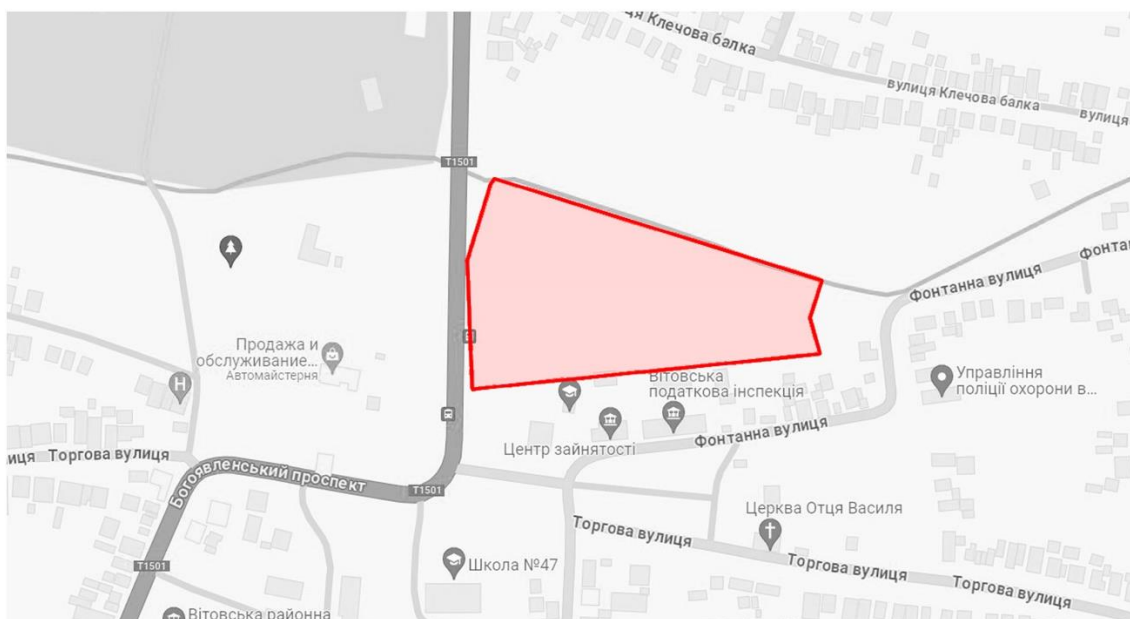 ця Клечова балка
вулиця Клечова балка
вулиця
T1501
Фонтанна вулиця
Фонтанн
Продажа и
обслуживание...
Автомайстерня
H
Вітовська
податкова інспекція
Управління
поліції охорони в...
Центр зайнятості
Фонтанна вулиця
иця
Торгова вулиця
Богоявленський проспект
T1501
Церква Отця Василя
Торгова вулиця
Торгова вулиця
Торгова вулиця
Школа №47
T1501
Вітовська районна